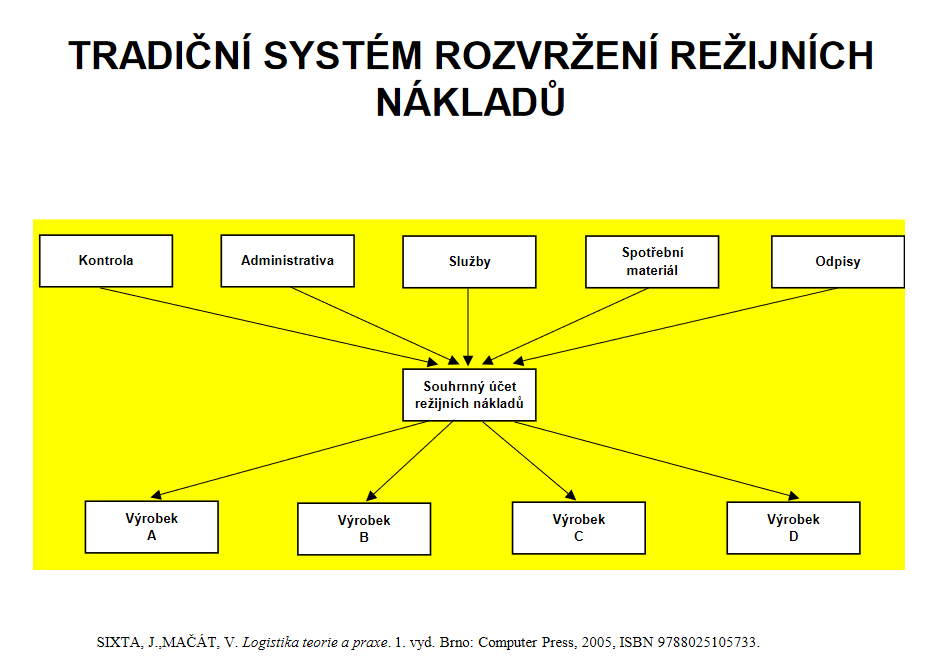 TRADIČNÍ SYSTÉM ROZVRŽENÍ REŽIJNÍCH
NÁKLADŮ
Kontrola
Administrativa
Služby
Spotřební
materiál
Odpisy
Souhrnný účet
režijních nákladů
Výrobek
A
Výrobek
B
Výrobek
C
Výrobek
D
SIXTA, J.,MAČÁT, V. Logistika teorie a praxe. 1. vyd. Brno: Computer Press, 2005, ISBN 9788025105733.